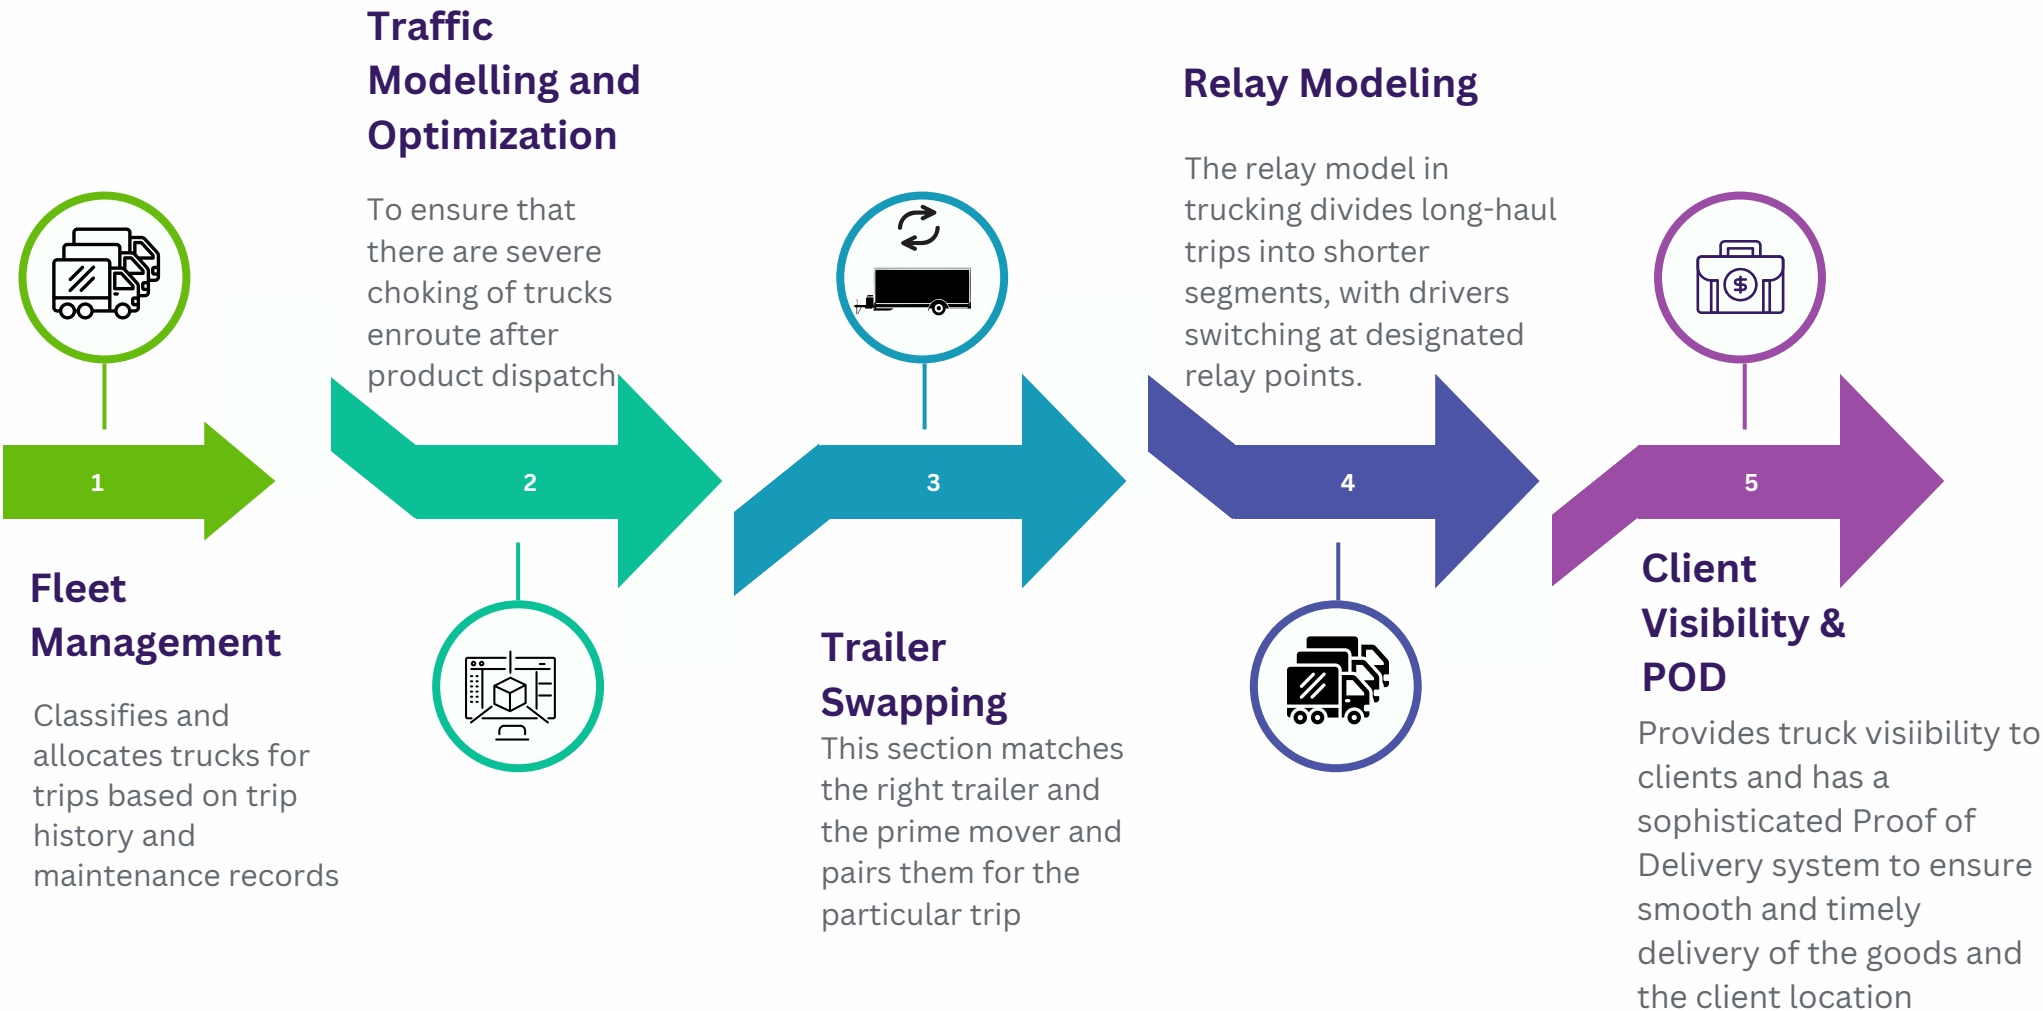 1
Fleet
Management
Classifies and
allocates trucks for
trips based on trip
history and
maintenance records
Traffic
Modelling and
Optimization
To ensure that
there are severe
choking of trucks
enroute after
product dispatch
2
3
Trailer
Swapping
This section matches
the right trailer and
the prime mover and
pairs them for the
particular trip
Relay Modeling
The relay model in
trucking divides long-haul
trips into shorter
segments, with drivers
switching at designated
relay points.
4
$
5
Client
Visibility &
POD
Provides truck visiibility to
clients and has a
sophisticated Proof of
Delivery system to ensure
smooth and timely
delivery of the goods and
the client location